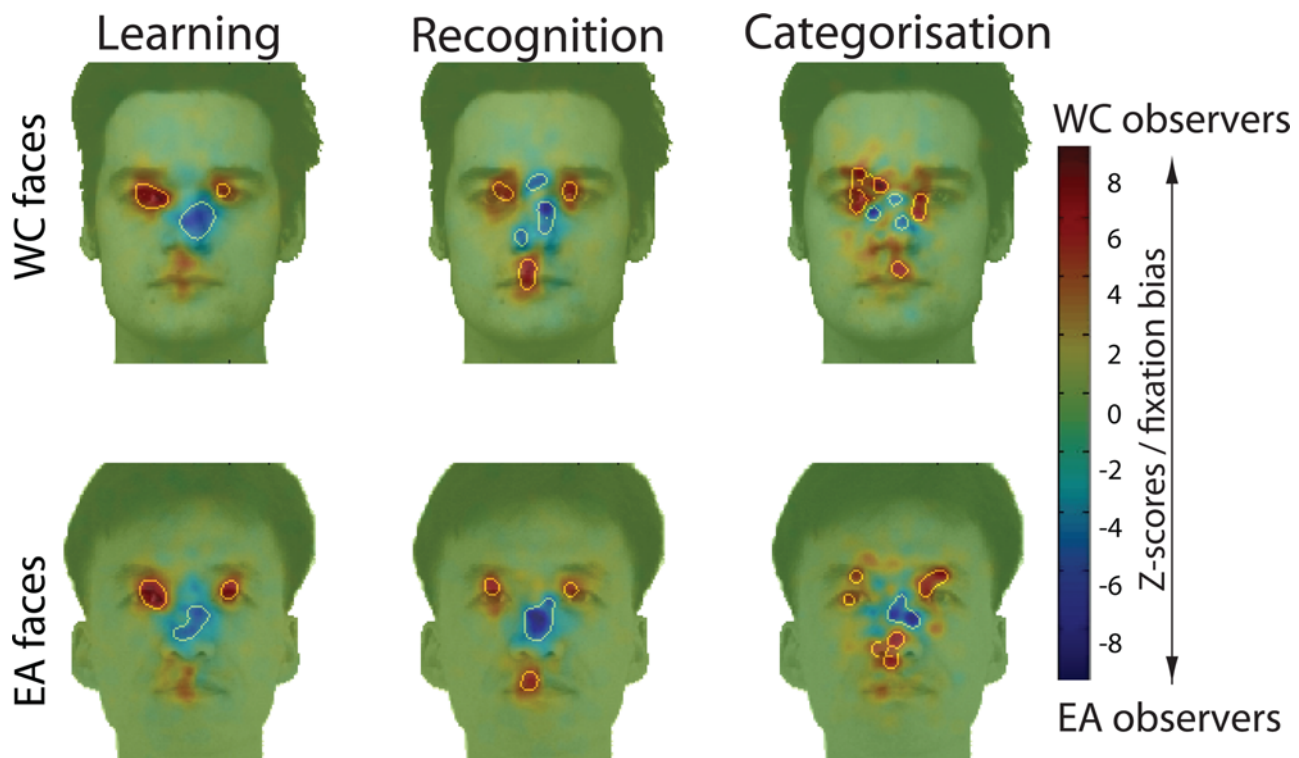 Learning
Recognition
Categorisation
WC faces
EA faces
WC observers
8
6
4
2
0
-2
-4
-6
-8
Z-scores / fixation bias
EA observers